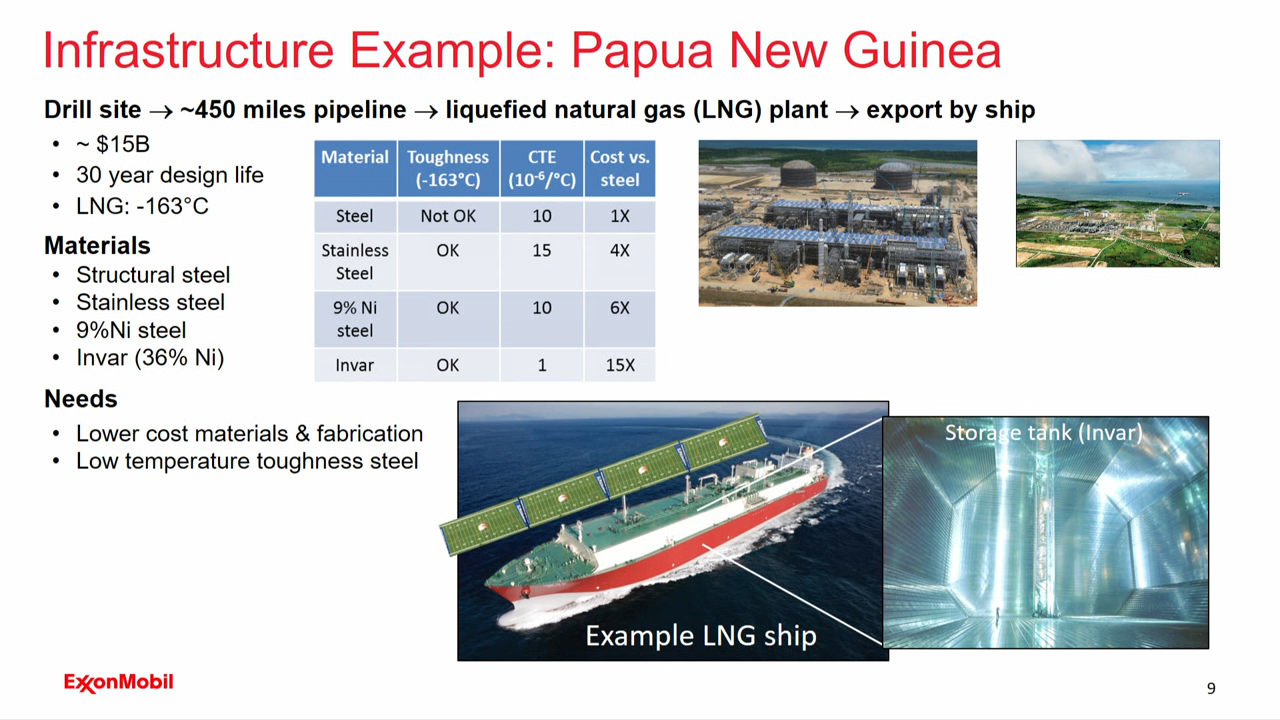 Infrastructure Example: Papua New Guinea
Drill site → ~450 miles pipeline → liquefied natural gas (LNG) plant → export by ship
• ~ $15B
• 30 year design life
• LNG: -163°C
Materials
• Structural steel
• Stainless steel
• 9%Ni steel
• Invar (36% Ni)
Needs
• Lower cost materials & fabrication
• Low temperature toughness steel
Material Toughness (-163°C) CTE (10-6/°C) Cost vs. steel
Steel Not OK 10 1X
Stainless Steel OK 15 4X
9% Ni steel OK 10 6X
Invar OK 1 15X
Storage tank (Invar)
Example LNG ship
ExxonMobil
9